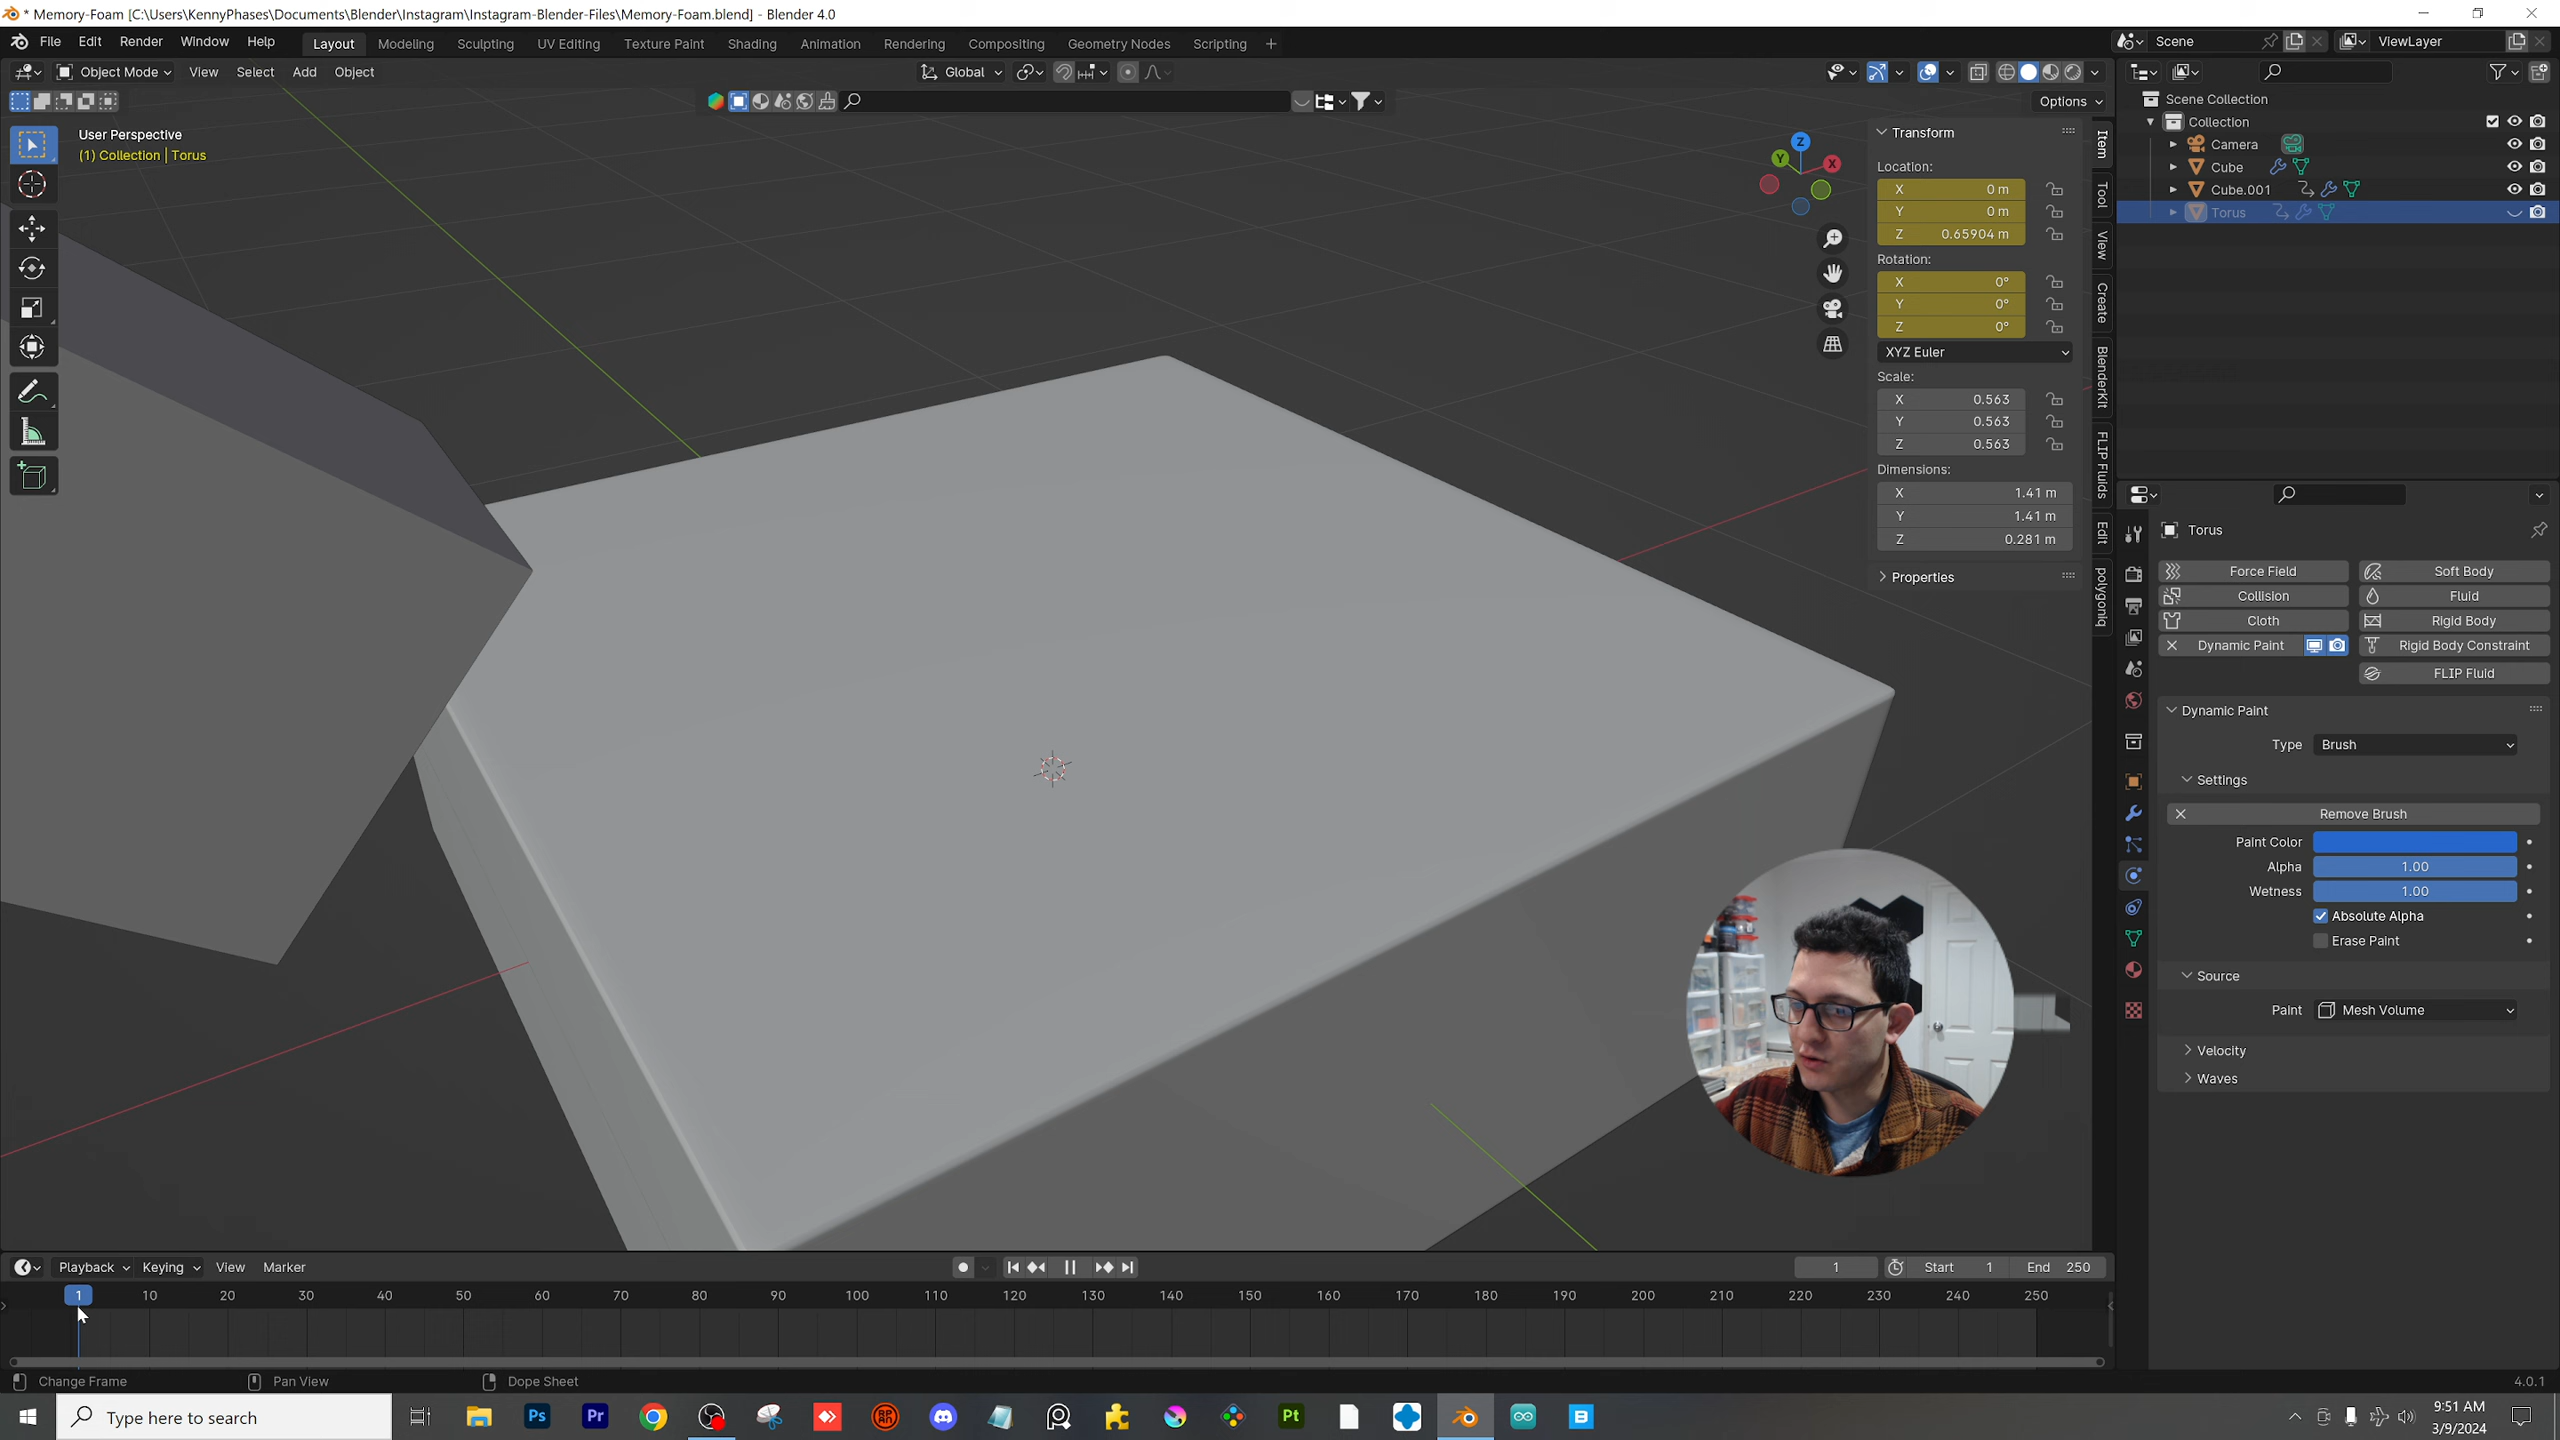 * Memory-Foam [C:\Users\KennyPhases\Documents\Blender\Instagram\Instagram-Blender-Files\Memory-Foam.blend] - Blender 4.0
File Edit Render Window Help Layout Modeling Sculpting UV Editing Texture Paint Shading Animation Rendering Compositing Geometry Nodes Scripting + Scene ViewLayer
Object Mode View Select Add Object Global
Options
User Perspective
(1) Collection | Torus
Z
Y
X
Transform
Location:
X 0 m
Y 0 m
Z 0.65904 m
Rotation:
X 0°
Y 0°
Z 0°
XYZ Euler
Scale:
X 0.563
Y 0.563
Z 0.563
Dimensions:
X 1.41 m
Y 1.41 m
Z 0.281 m
Properties
Item
Tool
View
Create
BlenderKit
FLIP Fluids
Edit
polygoniq
Scene Collection
Collection
Camera
Cube
Cube.001
Torus
Torus
Force Field Soft Body
Collision Fluid
Cloth Rigid Body
Dynamic Paint Rigid Body Constraint
FLIP Fluid
Dynamic Paint
Type Brush
Settings
Remove Brush
Paint Color
Alpha 1.00
Wetness 1.00
Absolute Alpha
Erase Paint
Source
Paint Mesh Volume
Velocity
Waves
Playback Keying View Marker 1 Start 1 End 250
1 10 20 30 40 50 60 70 80 90 100 110 120 130 140 150 160 170 180 190 200 210 220 230 240 250
Change Frame Pan View Dope Sheet 4.0.1
Type here to search Ps Pr Pt B
9:51 AM
3/9/2024